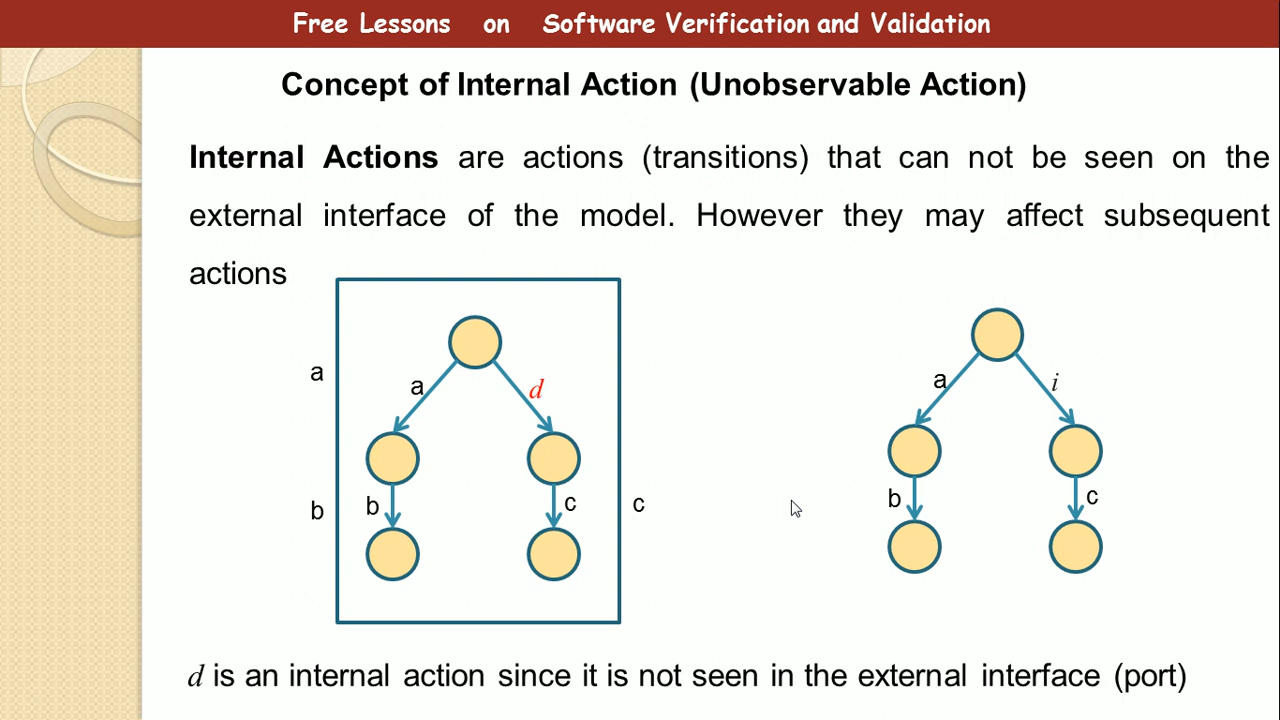 Free Lessons on Software Verification and Validation
Concept of Internal Action (Unobservable Action)
Internal Actions are actions (transitions) that can not be seen on the
external interface of the model. However they may affect subsequent
actions
a
a
d
b
b
c
c
a
i
b
c
d is an internal action since it is not seen in the external interface (port)